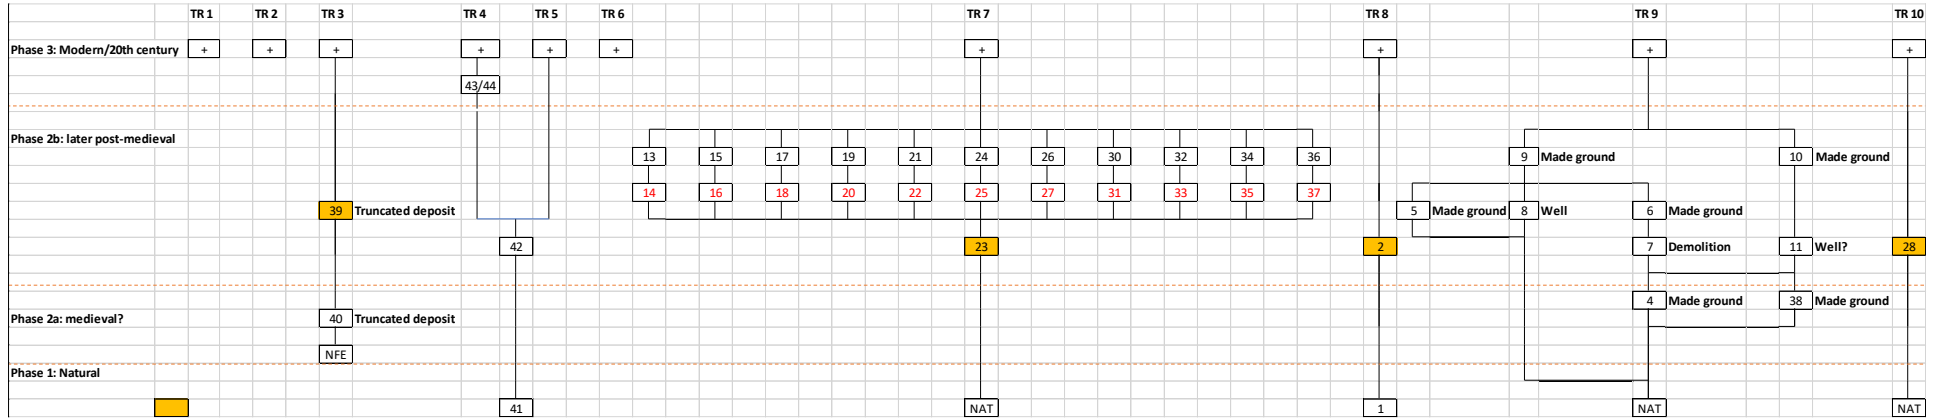 TR 1 TR 2 TR 3 TR 4 TR 5 TR 6 TR 7 TR 8 TR 9 TR 10
Phase 3: Modern/20th century + + + + + + + + + +
43/44
Phase 2b: later post-medieval
13 15 17 19 21 24 26 30 32 34 36 9 Made ground 10 Made ground
14 16 18 20 22 25 27 31 33 35 37
39 Truncated deposit 5 Made ground 8 Well 6 Made ground
42 23 2 7 Demolition 11 Well? 28
4 Made ground 38 Made ground
Phase 2a: medieval? 40 Truncated deposit
NFE
Phase 1: Natural
41 NAT 1 NAT NAT